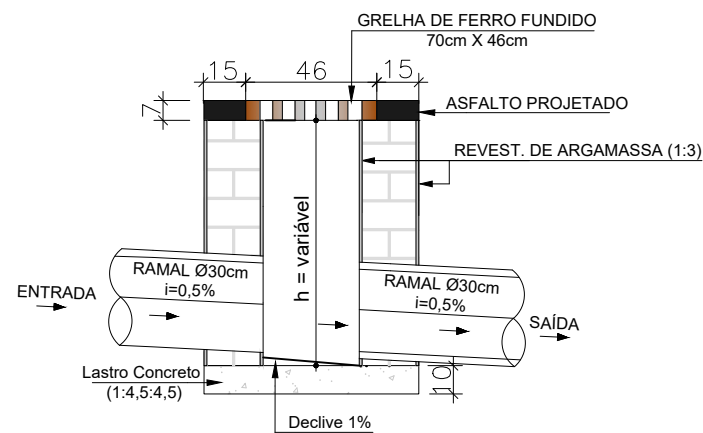 GRELHA DE FERRO FUNDIDO
70cm X 46cm
15
46
15
7
ASFALTO PROJETADO
REVEST. DE ARGAMASSA (1:3)
h = variável
RAMAL Ø30cm
i=0,5%
RAMAL Ø30cm
i=0,5%
ENTRADA
SAÍDA
Lastro Concreto
(1:4,5:4,5)
10
Declive 1%